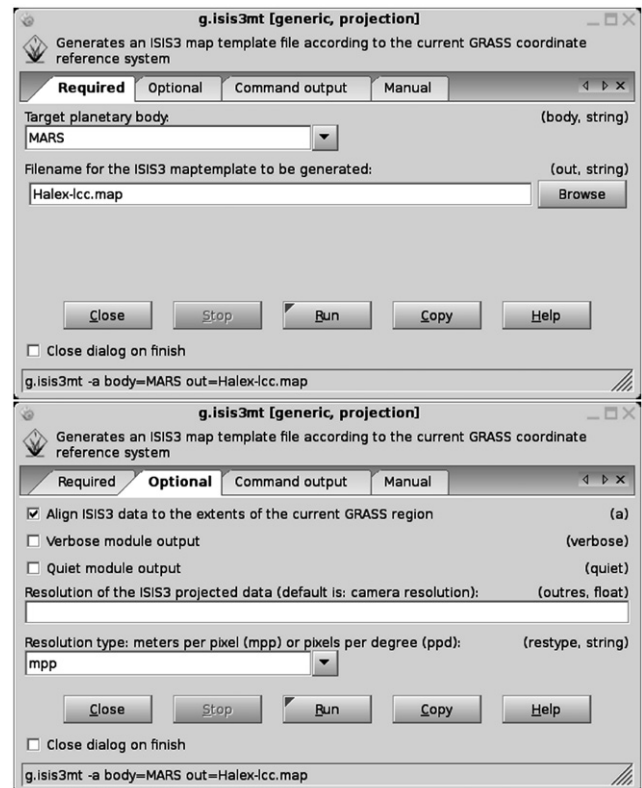 g.isis3mt [generic, projection]
Generates an ISIS3 map template file according to the current GRASS coordinate
reference system
Required Optional Command output Manual
Target planetary body: (body, string)
MARS
Filename for the ISIS3 maptemplate to be generated: (out, string)
Halex-lcc.map Browse
Close Stop Run Copy Help
Close dialog on finish
g.isis3mt -a body=MARS out=Halex-lcc.map
g.isis3mt [generic, projection]
Generates an ISIS3 map template file according to the current GRASS coordinate
reference system
Required Optional Command output Manual
Align ISIS3 data to the extents of the current GRASS region (a)
Verbose module output (verbose)
Quiet module output (quiet)
Resolution of the ISIS3 projected data (default is: camera resolution): (outres, float)
Resolution type: meters per pixel (mpp) or pixels per degree (ppd): (restype, string)
mpp
Close Stop Run Copy Help
Close dialog on finish
g.isis3mt -a body=MARS out=Halex-lcc.map